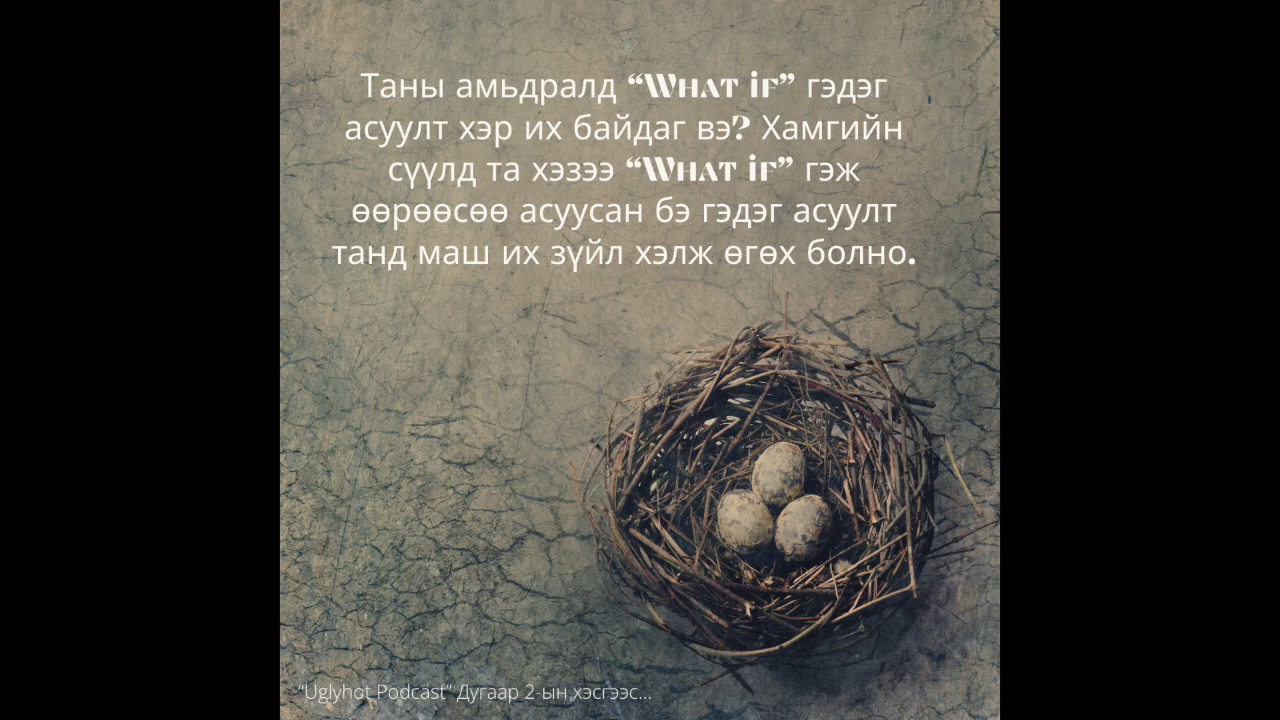 Таны амьдралд “What if” гэдэг
асуулт хэр их байдаг вэ? Хамгийн
сүүлд та хэзээ “What if” гэж
өөрөөсөө асуусан бэ гэдэг асуулт
танд маш их зүйл хэлж өгөх болно.
“Uglyhot Podcast” Дугаар 2-ын хэсгээс...